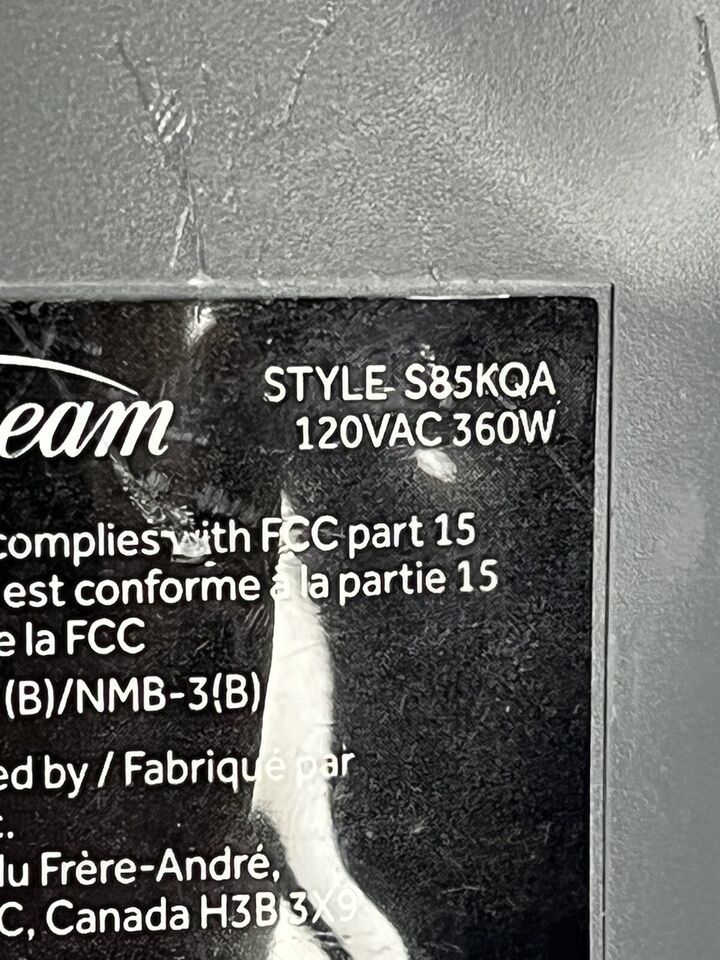 STYLE S85KQA
eam
120VAC 360W
complies with FCC part 15
est conforme à la partie 15
e la FCC
(B)/NMB-3(B)
ed by / Fabriqué par
c.
du Frère-André,
C, Canada H3B 3X9